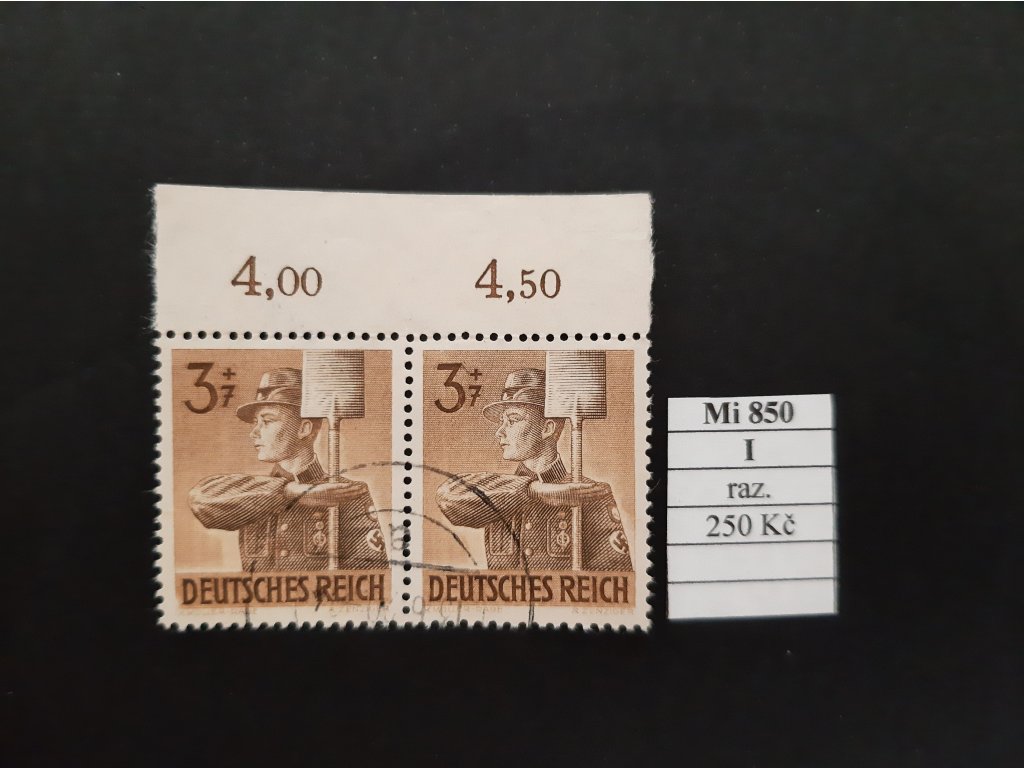 4,00 4,50
3+7 3+7
a
DEUTSCHES REICH DEUTSCHES REICH
Mi 850
I
raz.
250 Kč